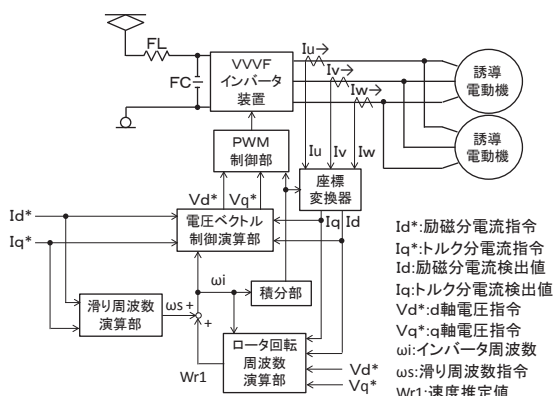 FL
FC
VVVF
インバータ
装置
Iu→
Iv→
Iw→
誘導
電動機
誘導
電動機
PWM
制御部
Iu
Iv
Iw
座標
変換器
Vd*
Vq*
Iq
Id
Id*
Iq*
電圧ベクトル
制御演算部
ωi
積分部
滑り周波数
演算部
ωs
+
+
ロータ回転
周波数
演算部
Wr1
Vd*
Vq*
Id*:励磁分電流指令
Iq*:トルク分電流指令
Id:励磁分電流検出値
Iq:トルク分電流検出値
Vd*:d軸電圧指令
Vq*:q軸電圧指令
ωi:インバータ周波数
ωs:滑り周波数指令
Wr1:速度推定値